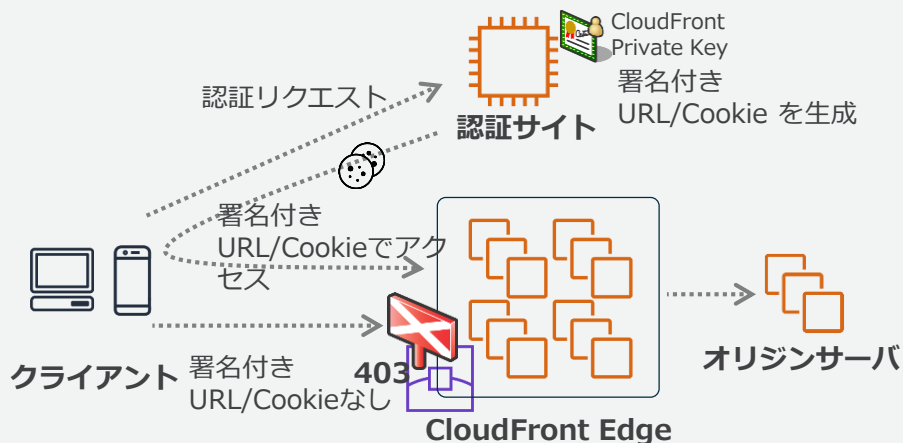 CloudFront
Private Key
署名付き
URL/Cookie を生成
認証リクエスト
認証サイト
署名付き
URL/Cookieでアク
セス
クライアント
署名付き
URL/Cookieなし
403
オリジンサーバ
CloudFront Edge